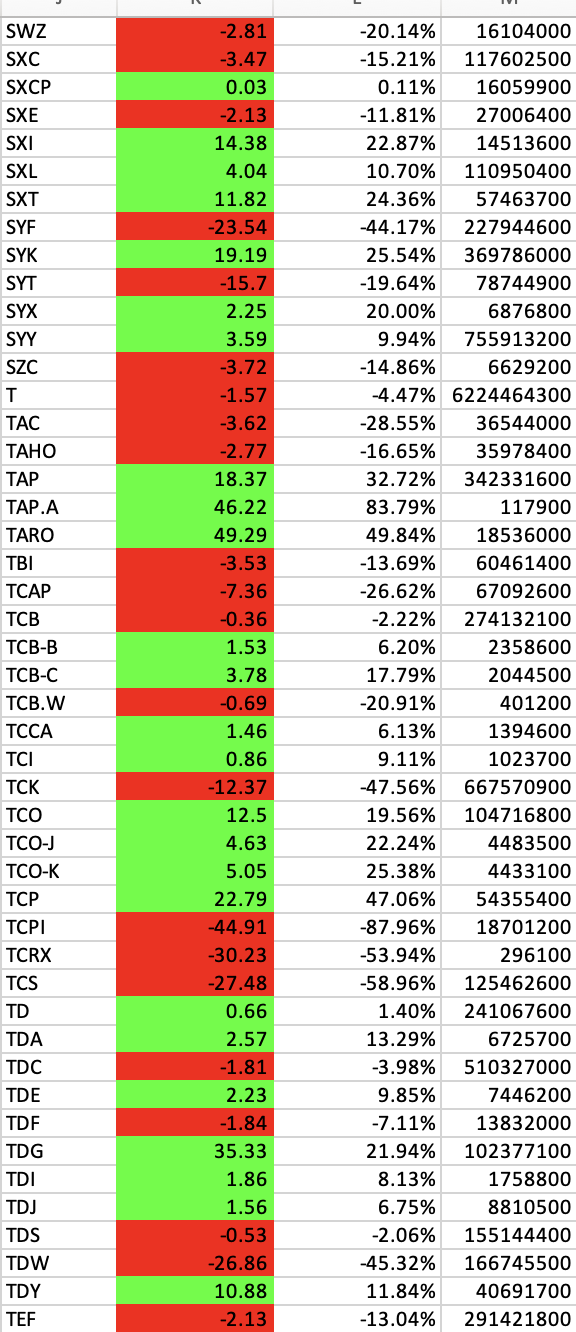 SWZ -2.81 -20.14% 16104000
SXC -3.47 -15.21% 117602500
SXCP 0.03 0.11% 16059900
SXE -2.13 -11.81% 27006400
SXI 14.38 22.87% 14513600
SXL 4.04 10.70% 110950400
SXT 11.82 24.36% 57463700
SYF -23.54 -44.17% 227944600
SYK 19.19 25.54% 369786000
SYT -15.7 -19.64% 78744900
SYX 2.25 20.00% 6876800
SYY 3.59 9.94% 755913200
SZC -3.72 -14.86% 6629200
T -1.57 -4.47% 6224464300
TAC -3.62 -28.55% 36544000
TAHO -2.77 -16.65% 35978400
TAP 18.37 32.72% 342331600
TAP.A 46.22 83.79% 117900
TARO 49.29 49.84% 18536000
TBI -3.53 -13.69% 60461400
TCAP -7.36 -26.62% 67092600
TCB -0.36 -2.22% 274132100
TCB-B 1.53 6.20% 2358600
TCB-C 3.78 17.79% 2044500
TCB.W -0.69 -20.91% 401200
TCCA 1.46 6.13% 1394600
TCI 0.86 9.11% 1023700
TCK -12.37 -47.56% 667570900
TCO 12.5 19.56% 104716800
TCO-J 4.63 22.24% 4483500
TCO-K 5.05 25.38% 4433100
TCP 22.79 47.06% 54355400
TCPI -44.91 -87.96% 18701200
TCRX -30.23 -53.94% 296100
TCS -27.48 -58.96% 125462600
TD 0.66 1.40% 241067600
TDA 2.57 13.29% 6725700
TDC -1.81 -3.98% 510327000
TDE 2.23 9.85% 7446200
TDF -1.84 -7.11% 13832000
TDG 35.33 21.94% 102377100
TDI 1.86 8.13% 1758800
TDJ 1.56 6.75% 8810500
TDS -0.53 -2.06% 155144400
TDW -26.86 -45.32% 166745500
TDY 10.88 11.84% 40691700
TEF -2.13 -13.04% 291421800